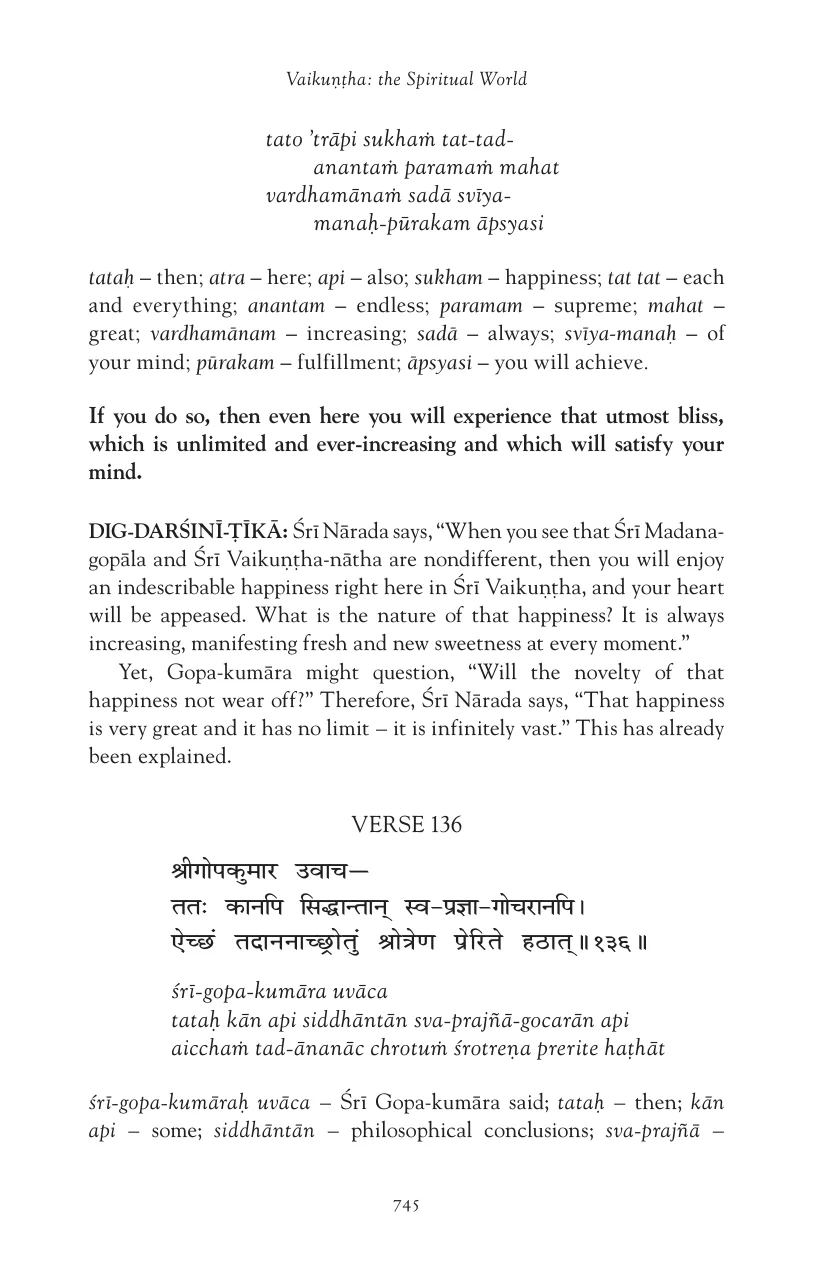 Vaikuṇṭha: the Spiritual World
tato ’trāpi sukhaṁ tat-tad-
anantaṁ paramaṁ mahat
vardhamānaṁ sadā svīya-
manaḥ-pūrakam āpsyasi
tataḥ – then; atra – here; api – also; sukham – happiness; tat tat – each
and everything; anantam – endless; paramam – supreme; mahat –
great; vardhamānam – increasing; sadā – always; svīya-manaḥ – of
your mind; pūrakam – fulfillment; āpsyasi – you will achieve.
If you do so, then even here you will experience that utmost bliss,
which is unlimited and ever-increasing and which will satisfy your
mind.
DIG-DARŚINĪ-ṬĪKĀ: Śrī Nārada says, “When you see that Śrī Madana-
gopāla and Śrī Vaikuṇṭha-nātha are nondifferent, then you will enjoy
an indescribable happiness right here in Śrī Vaikuṇṭha, and your heart
will be appeased. What is the nature of that happiness? It is always
increasing, manifesting fresh and new sweetness at every moment.”
Yet, Gopa-kumāra might question, “Will the novelty of that
happiness not wear off?” Therefore, Śrī Nārada says, “That happiness
is very great and it has no limit – it is infinitely vast.” This has already
been explained.
VERSE 136
श्रीगोपकुमार उवाच—
ततः कानपि सिद्धान्तान् स्व-प्रज्ञा-गोचरानपि।
ऐच्छं तदाननाच्छ्रोतुं श्रोत्रेण प्रेरिते हठात्॥१३६॥
śrī-gopa-kumāra uvāca
tataḥ kān api siddhāntān sva-prajñā-gocarān api
aicchaṁ tad-ānanāc chrotuṁ śrotreṇa prerite haṭhāt
śrī-gopa-kumāraḥ uvāca – Śrī Gopa-kumāra said; tataḥ – then; kān
api – some; siddhāntān – philosophical conclusions; sva-prajñā –
745